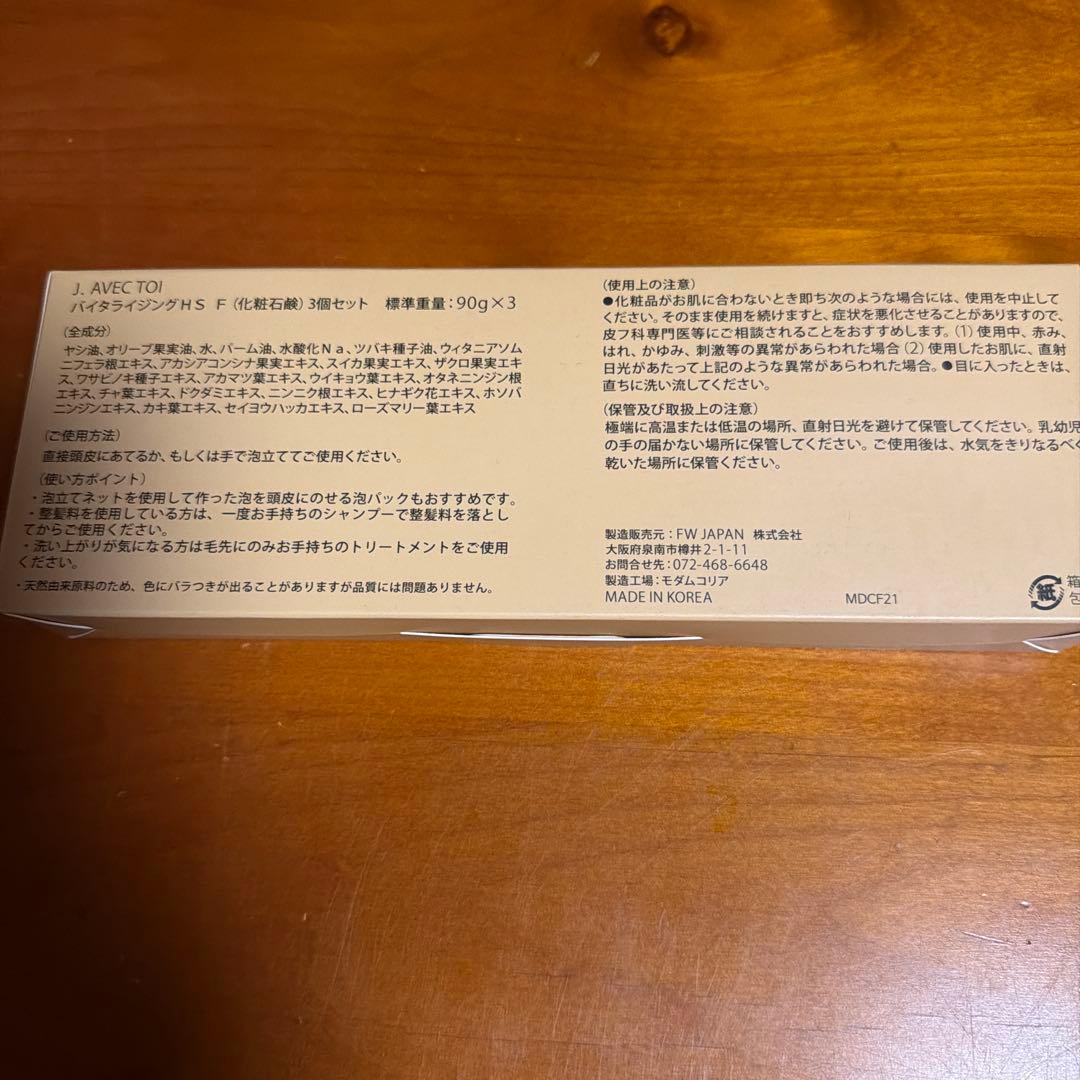 J. AVEC TOI
バイタライジングＨＳ Ｆ（化粧石鹸）3個セット 標準重量：90g×3
（全成分）
ヤシ油、オリーブ果実油、水、パーム油、水酸化Ｎａ、ツバキ種子油、ウィタニアソム
ニフェラ根エキス、アカシアコンシナ果実エキス、スイカ果実エキス、ザクロ果実エキ
ス、ワサビノキ種子エキス、アカマツ葉エキス、ウイキョウ葉エキス、オタネニンジン根
エキス、チャ葉エキス、ドクダミエキス、ニンニク根エキス、ヒナギク花エキス、ホソバ
ニンジンエキス、カキ葉エキス、セイヨウハッカエキス、ローズマリー葉エキス
（ご使用方法）
直接頭皮にあてるか、もしくは手で泡立ててご使用ください。
（使い方ポイント）
・泡立てネットを使用して作った泡を頭皮にのせる泡パックもおすすめです。
・整髪料を使用している方は、一度お手持ちのシャンプーで整髪料を落とし
てからご使用ください。
・洗い上がりが気になる方は毛先にのみお手持ちのトリートメントをご使用
ください。
・天然由来原料のため、色にバラつきが出ることがありますが品質には問題ありません。
（使用上の注意）
●化粧品がお肌に合わないとき即ち次のような場合には、使用を中止して
ください。そのまま使用を続けますと、症状を悪化させることがありますので、
皮フ科専門医等にご相談されることをおすすめします。（1）使用中、赤み、
はれ、かゆみ、刺激等の異常があらわれた場合（2）使用したお肌に、直射
日光があたって上記のような異常があらわれた場合。●目に入ったときは、
直ちに洗い流してください。
（保管及び取扱上の注意）
極端に高温または低温の場所、直射日光を避けて保管してください。乳幼児
の手の届かない場所に保管してください。ご使用後は、水気をきりなるべく
乾いた場所に保管ください。
製造販売元：FW JAPAN 株式会社
大阪府泉南市樽井2-1-11
お問合せ先：072-468-6648
製造工場：モダムコリア
MADE IN KOREA
MDCF21
紙
箱
包